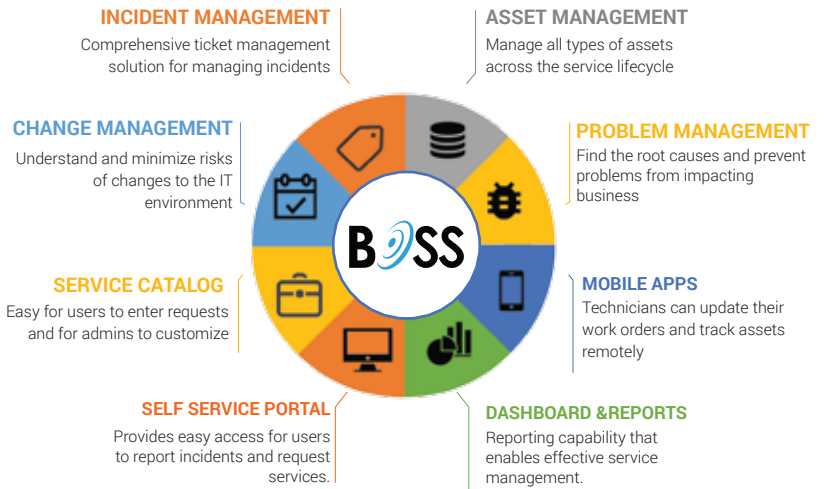 INCIDENT MANAGEMENT
Comprehensive ticket management
solution for managing incidents
ASSET MANAGEMENT
Manage all types of assets
across the service lifecycle
CHANGE MANAGEMENT
Understand and minimize risks
of changes to the IT
environment
PROBLEM MANAGEMENT
Find the root causes and prevent
problems from impacting
business
BOSS
SERVICE CATALOG
Easy for users to enter requests
and for admins to customize
MOBILE APPS
Technicians can update their
work orders and track assets
remotely
SELF SERVICE PORTAL
Provides easy access for users
to report incidents and request
services.
DASHBOARD &REPORTS
Reporting capability that
enables effective service
management.